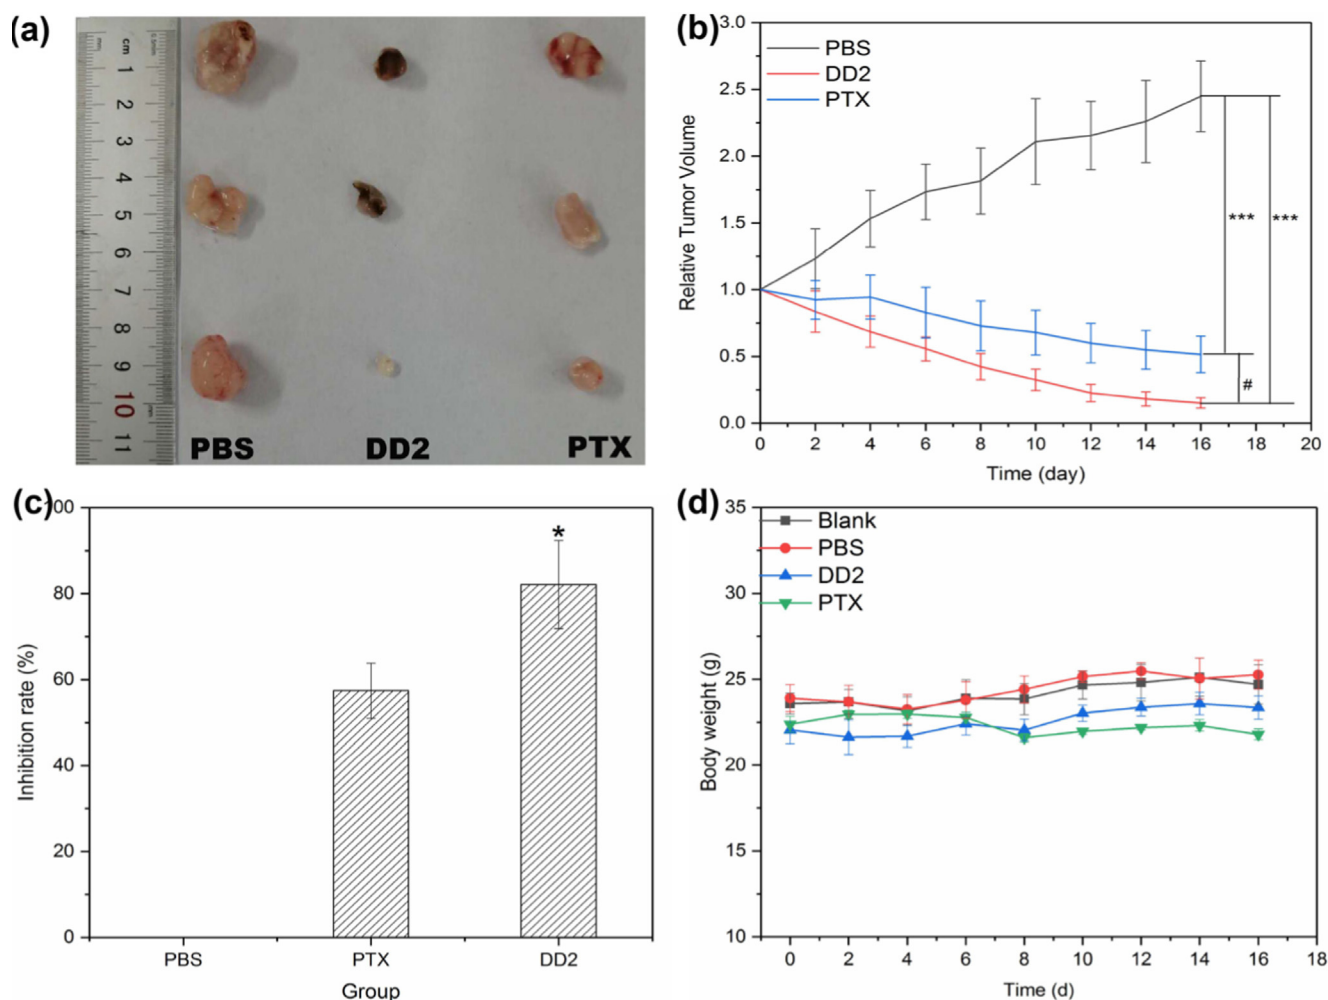 (a)
cm
1
2
3
4
5
6
7
8
9
10
11
PBS DD2 PTX
(b)
PBS
DD2
PTX
3.0
2.5
2.0
1.5
1.0
0.5
0.0
Relative Tumor Volume
*** ***
#
0 2 4 6 8 10 12 14 16 18 20
Time (day)
(c)
100
80
60
40
20
0
Inhibition rate (%)
*
PBS PTX DD2
Group
(d)
Blank
PBS
DD2
PTX
35
30
25
20
15
10
Body weight (g)
0 2 4 6 8 10 12 14 16 18
Time (d)